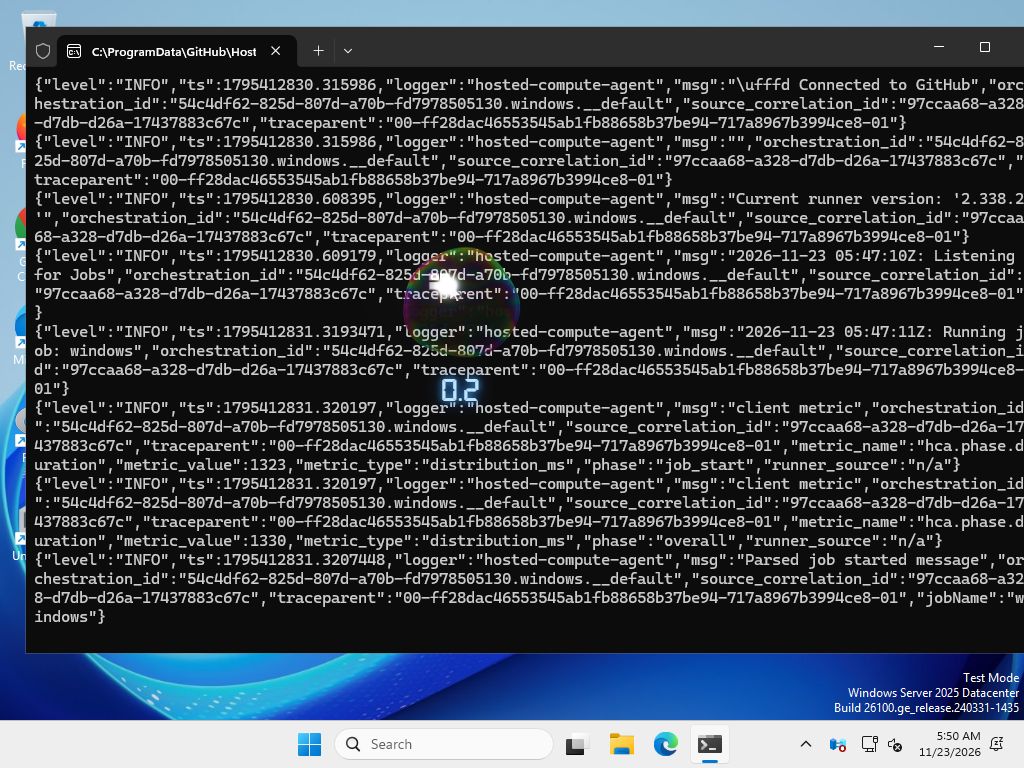 C:\ProgramData\GitHub\Host
{"level":"INFO","ts":1795412830.315986,"logger":"hosted-compute-agent","msg":"\ufffd Connected to GitHub","orc
hestration_id":"54c4df62-825d-807d-a70b-fd7978505130.windows.__default","source_correlation_id":"97ccaa68-a328
-d7db-d26a-17437883c67c","traceparent":"00-ff28dac46553545ab1fb88658b37be94-717a8967b3994ce8-01"}
{"level":"INFO","ts":1795412830.315986,"logger":"hosted-compute-agent","msg":"","orchestration_id":"54c4df62-8
25d-807d-a70b-fd7978505130.windows.__default","source_correlation_id":"97ccaa68-a328-d7db-d26a-17437883c67c","
traceparent":"00-ff28dac46553545ab1fb88658b37be94-717a8967b3994ce8-01"}
{"level":"INFO","ts":1795412830.608395,"logger":"hosted-compute-agent","msg":"Current runner version: '2.338.2
'","orchestration_id":"54c4df62-825d-807d-a70b-fd7978505130.windows.__default","source_correlation_id":"97ccaa
68-a328-d7db-d26a-17437883c67c","traceparent":"00-ff28dac46553545ab1fb88658b37be94-717a8967b3994ce8-01"}
{"level":"INFO","ts":1795412830.609179,"logger":"hosted-compute-agent","msg":"2026-11-23 05:47:10Z: Listening
for Jobs","orchestration_id":"54c4df62-825d-807d-a70b-fd7978505130.windows.__default","source_correlation_id":
"97ccaa68-a328-d7db-d26a-17437883c67c","traceparent":"00-ff28dac46553545ab1fb88658b37be94-717a8967b3994ce8-01"
}
{"level":"INFO","ts":1795412831.3193471,"logger":"hosted-compute-agent","msg":"2026-11-23 05:47:11Z: Running j
ob: windows","orchestration_id":"54c4df62-825d-807d-a70b-fd7978505130.windows.__default","source_correlation_i
d":"97ccaa68-a328-d7db-d26a-17437883c67c","traceparent":"00-ff28dac46553545ab1fb88658b37be94-717a8967b3994ce8-
01"}
0.2
{"level":"INFO","ts":1795412831.320197,"logger":"hosted-compute-agent","msg":"client metric","orchestration_id
":"54c4df62-825d-807d-a70b-fd7978505130.windows.__default","source_correlation_id":"97ccaa68-a328-d7db-d26a-17
437883c67c","traceparent":"00-ff28dac46553545ab1fb88658b37be94-717a8967b3994ce8-01","metric_name":"hca.phase.d
uration","metric_value":1323,"metric_type":"distribution_ms","phase":"job_start","runner_source":"n/a"}
{"level":"INFO","ts":1795412831.320197,"logger":"hosted-compute-agent","msg":"client metric","orchestration_id
":"54c4df62-825d-807d-a70b-fd7978505130.windows.__default","source_correlation_id":"97ccaa68-a328-d7db-d26a-17
437883c67c","traceparent":"00-ff28dac46553545ab1fb88658b37be94-717a8967b3994ce8-01","metric_name":"hca.phase.d
uration","metric_value":1330,"metric_type":"distribution_ms","phase":"overall","runner_source":"n/a"}
{"level":"INFO","ts":1795412831.3207448,"logger":"hosted-compute-agent","msg":"Parsed job started message","or
chestration_id":"54c4df62-825d-807d-a70b-fd7978505130.windows.__default","source_correlation_id":"97ccaa68-a32
8-d7db-d26a-17437883c67c","traceparent":"00-ff28dac46553545ab1fb88658b37be94-717a8967b3994ce8-01","jobName":"w
indows"}
Test Mode
Windows Server 2025 Datacenter
Build 26100.ge_release.240331-1435
Search
5:50 AM
11/23/2026